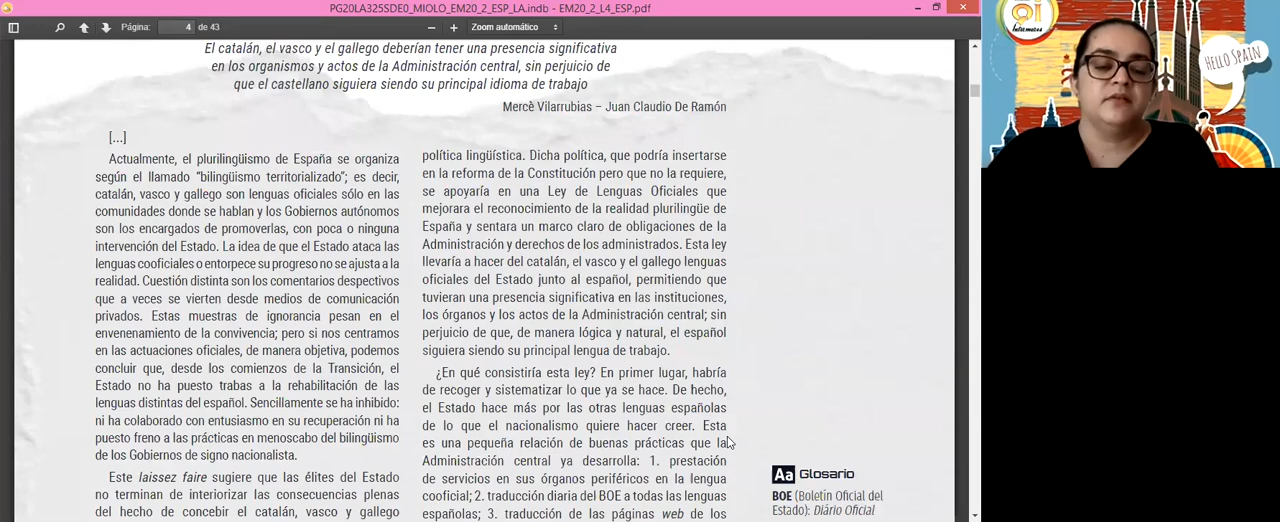 PG20LA325SDE0_MIOLO_EM20_2_ESP_LA.indb - EM20_2_L4_ESP.pdf
Página: 4 de 43
Zoom automático
El catalán, el vasco y el gallego deberían tener una presencia significativa
en los organismos y actos de la Administración central, sin perjuicio de
que el castellano siguiera siendo su principal idioma de trabajo
Mercè Vilarrubias – Juan Claudio De Ramón
[...]
Actualmente, el plurilingüismo de España se organiza
según el llamado “bilingüismo territorializado”; es decir,
catalán, vasco y gallego son lenguas oficiales sólo en las
comunidades donde se hablan y los Gobiernos autónomos
son los encargados de promoverlas, con poca o ninguna
intervención del Estado. La idea de que el Estado ataca las
lenguas cooficiales o entorpece su progreso no se ajusta a la
realidad. Cuestión distinta son los comentarios despectivos
que a veces se vierten desde medios de comunicación
privados. Estas muestras de ignorancia pesan en el
envenenamiento de la convivencia; pero si nos centramos
en las actuaciones oficiales, de manera objetiva, podemos
concluir que, desde los comienzos de la Transición, el
Estado no ha puesto trabas a la rehabilitación de las
lenguas distintas del español. Sencillamente se ha inhibido:
ni ha colaborado con entusiasmo en su recuperación ni ha
puesto freno a las prácticas en menoscabo del bilingüismo
de los Gobiernos de signo nacionalista.
Este laissez faire sugiere que las élites del Estado
no terminan de interiorizar las consecuencias plenas
del hecho de concebir el catalán, vasco y gallego
política lingüística. Dicha política, que podría insertarse
en la reforma de la Constitución pero que no la requiere,
se apoyaría en una Ley de Lenguas Oficiales que
mejorara el reconocimiento de la realidad plurilingüe de
España y sentara un marco claro de obligaciones de la
Administración y derechos de los administrados. Esta ley
llevaría a hacer del catalán, el vasco y el gallego lenguas
oficiales del Estado junto al español, permitiendo que
tuvieran una presencia significativa en las instituciones,
los órganos y los actos de la Administración central; sin
perjuicio de que, de manera lógica y natural, el español
siguiera siendo su principal lengua de trabajo.
¿En qué consistiría esta ley? En primer lugar, habría
de recoger y sistematizar lo que ya se hace. De hecho,
el Estado hace más por las otras lenguas españolas
de lo que el nacionalismo quiere hacer creer. Esta
es una pequeña relación de buenas prácticas que la
Administración central ya desarrolla: 1. prestación
de servicios en sus órganos periféricos en la lengua
cooficial; 2. traducción diaria del BOE a todas las lenguas
españolas; 3. traducción de las páginas web de los
Aa Glosario
BOE (Boletín Oficial del
Estado): Diário Oficial
HELLO SPAIN